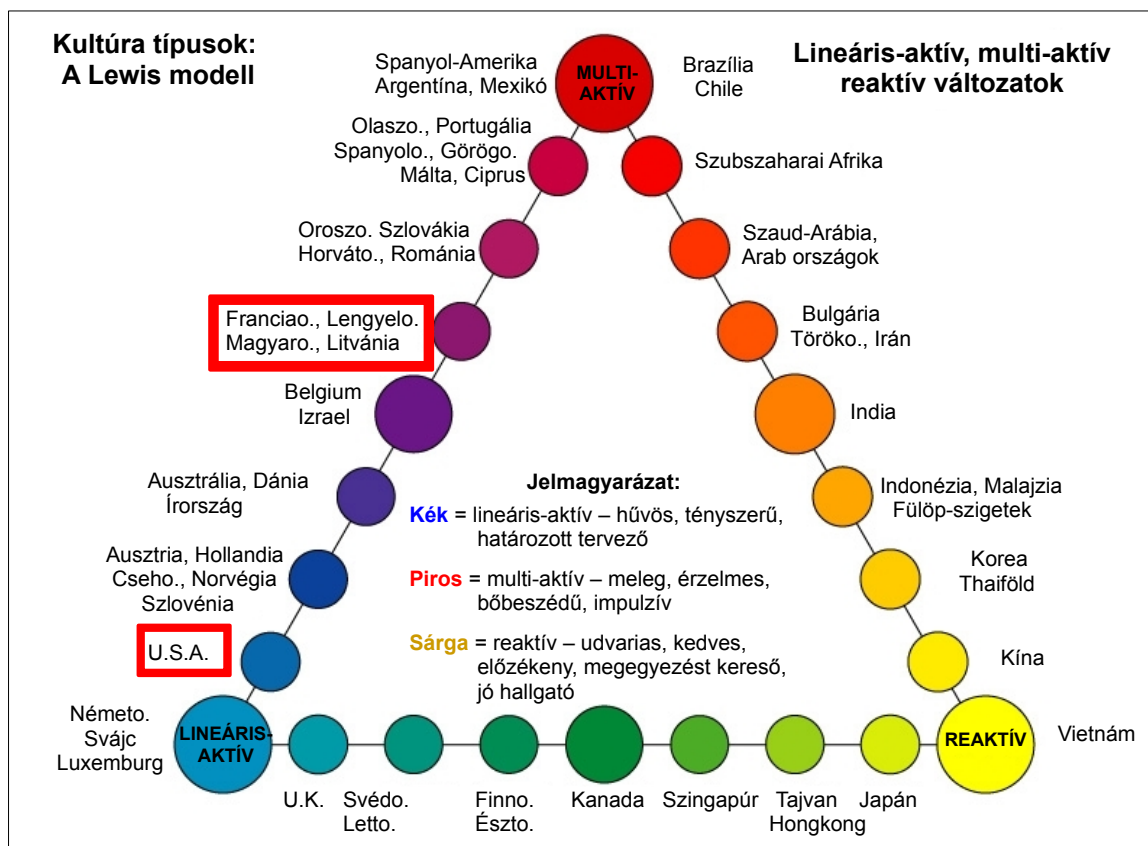 Kultúra típusok:
A Lewis modell
Lineáris-aktív, multi-aktív
reaktív változatok
Spanyol-Amerika
Argentína, Mexikó
MULTI-
AKTÍV
Brazília
Chile
Olaszo., Portugália
Spanyolo., Görögo.
Málta, Ciprus
Szubszaharai Afrika
Oroszo. Szlovákia
Horváto., Románia
Szaud-Arábia,
Arab országok
Franciao., Lengyelo.
Magyaro., Litvánia
Bulgária
Töröko., Irán
Belgium
Izrael
India
Ausztrália, Dánia
Írország
Indonézia, Malajzia
Fülöp-szigetek
Ausztria, Hollandia
Cseho., Norvégia
Szlovénia
Korea
Thaiföld
U.S.A.
Kína
Jelmagyarázat:
Kék = lineáris-aktív – hűvös, tényszerű,
határozott tervező
Piros = multi-aktív – meleg, érzelmes,
bőbeszédű, impulzív
Sárga = reaktív – udvarias, kedves,
előzékeny, megegyezést kereső,
jó hallgató
Németo.
Svájc
Luxemburg
LINEÁRIS-
AKTÍV
REAKTÍV
Vietnám
U.K.
Svédo.
Letto.
Finno.
Észto.
Kanada
Szingapúr
Tajvan
Hongkong
Japán